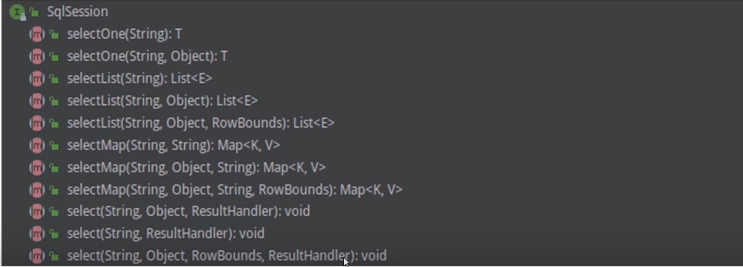 SqlSession
selectOne(String): T
selectOne(String, Object): T
selectList(String): List<E>
selectList(String, Object): List<E>
selectList(String, Object, RowBounds): List<E>
selectMap(String, String): Map<K, V>
selectMap(String, Object, String): Map<K, V>
selectMap(String, Object, String, RowBounds): Map<K, V>
select(String, Object, ResultHandler): void
select(String, ResultHandler): void
select(String, Object, RowBounds, ResultHandler): void